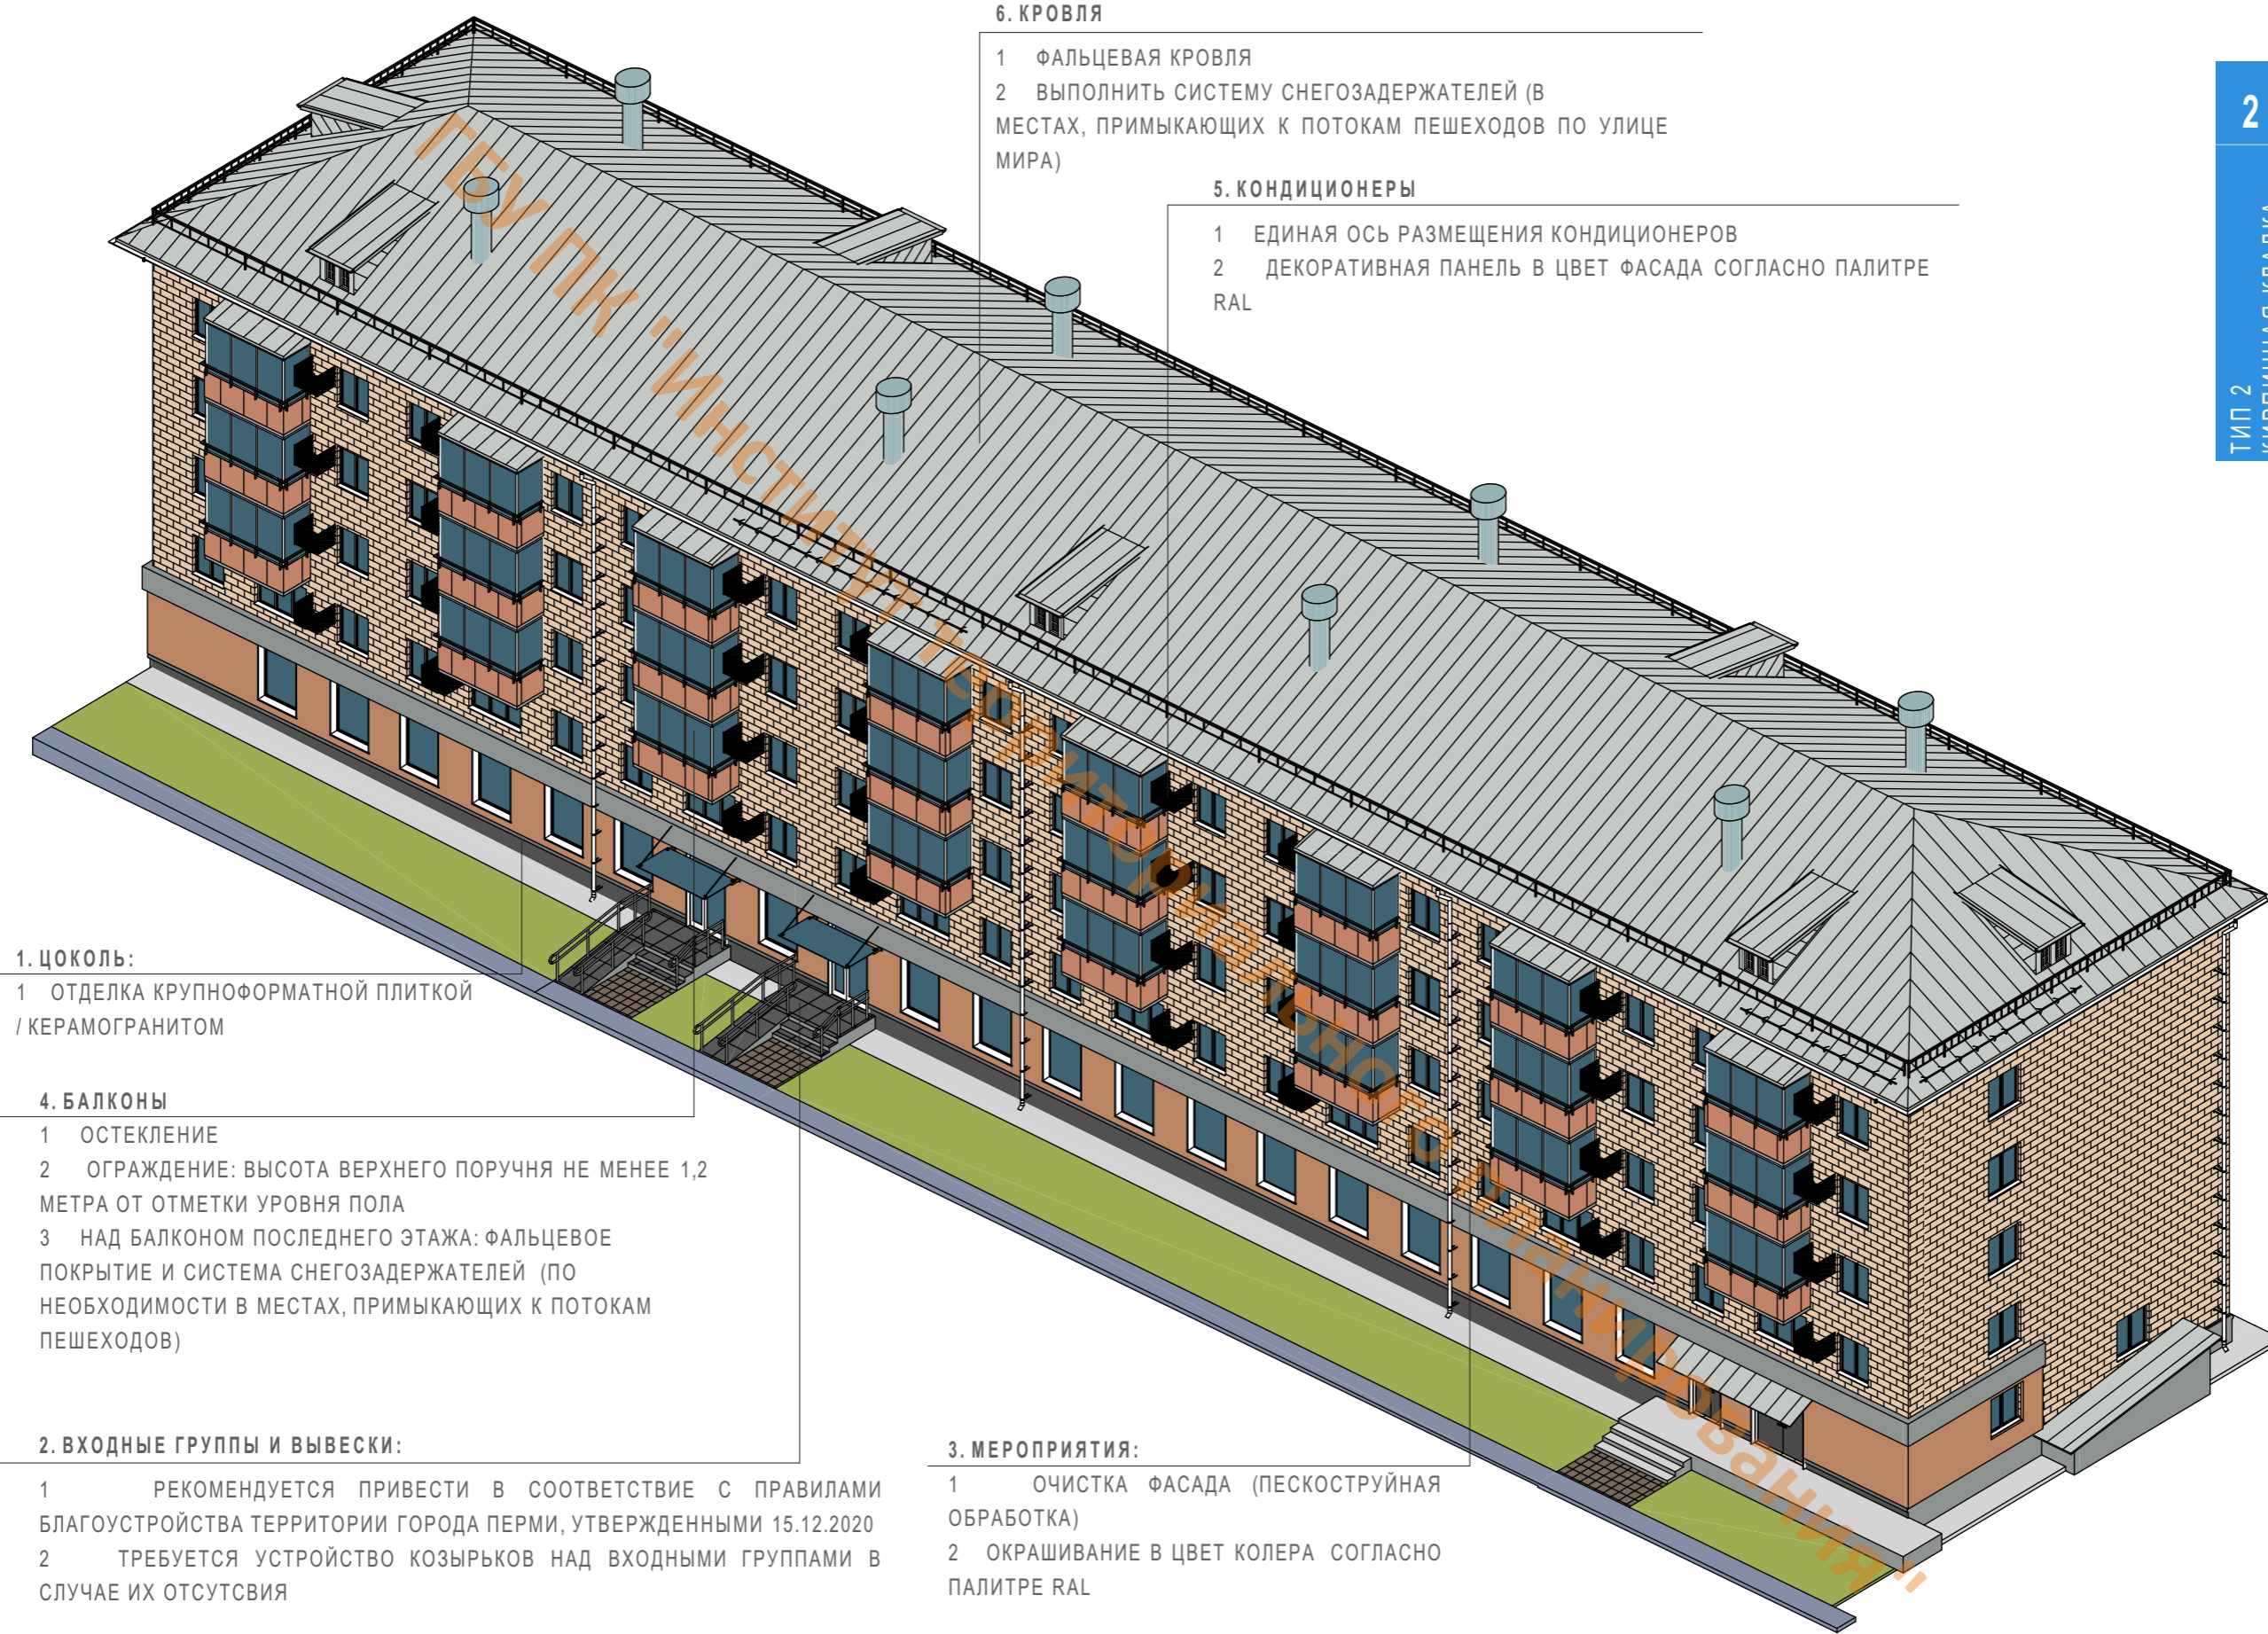 6. КРОВЛЯ
1 ФАЛЬЦЕВАЯ КРОВЛЯ
2 ВЫПОЛНИТЬ СИСТЕМУ СНЕГОЗАДЕРЖАТЕЛЕЙ (В
МЕСТАХ, ПРИМЫКАЮЩИХ К ПОТОКАМ ПЕШЕХОДОВ ПО УЛИЦЕ
МИРА)
5. КОНДИЦИОНЕРЫ
1 ЕДИНАЯ ОСЬ РАЗМЕЩЕНИЯ КОНДИЦИОНЕРОВ
2 ДЕКОРАТИВНАЯ ПАНЕЛЬ В ЦВЕТ ФАСАДА СОГЛАСНО ПАЛИТРЕ
RAL
2
ТИП 2
ГБУ ПК "Институт территориального планирования"
1. ЦОКОЛЬ:
1 ОТДЕЛКА КРУПНОФОРМАТНОЙ ПЛИТКОЙ
/ КЕРАМОГРАНИТОМ
4. БАЛКОНЫ
1 ОСТЕКЛЕНИЕ
2 ОГРАЖДЕНИЕ: ВЫСОТА ВЕРХНЕГО ПОРУЧНЯ НЕ МЕНЕЕ 1,2
МЕТРА ОТ ОТМЕТКИ УРОВНЯ ПОЛА
3 НАД БАЛКОНОМ ПОСЛЕДНЕГО ЭТАЖА: ФАЛЬЦЕВОЕ
ПОКРЫТИЕ И СИСТЕМА СНЕГОЗАДЕРЖАТЕЛЕЙ (ПО
НЕОБХОДИМОСТИ В МЕСТАХ, ПРИМЫКАЮЩИХ К ПОТОКАМ
ПЕШЕХОДОВ)
2. ВХОДНЫЕ ГРУППЫ И ВЫВЕСКИ:
1 РЕКОМЕНДУЕТСЯ ПРИВЕСТИ В СООТВЕТСТВИЕ С ПРАВИЛАМИ
БЛАГОУСТРОЙСТВА ТЕРРИТОРИИ ГОРОДА ПЕРМИ, УТВЕРЖДЕННЫМИ 15.12.2020
2 ТРЕБУЕТСЯ УСТРОЙСТВО КОЗЫРЬКОВ НАД ВХОДНЫМИ ГРУППАМИ В
СЛУЧАЕ ИХ ОТСУТСВИЯ
3. МЕРОПРИЯТИЯ:
1 ОЧИСТКА ФАСАДА (ПЕСКОСТРУЙНАЯ
ОБРАБОТКА)
2 ОКРАШИВАНИЕ В ЦВЕТ КОЛЕРА СОГЛАСНО
ПАЛИТРЕ RAL